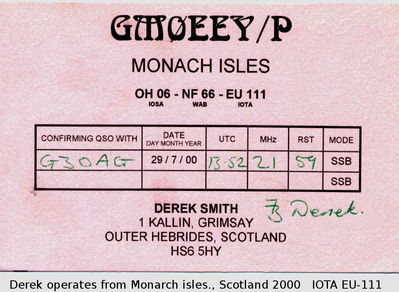 GM0EEY/P
MONACH ISLES
OH 06 - NF 66 - EU 111
IOSA WAB IOTA
CONFIRMING QSO WITH DATE DAY MONTH YEAR UTC MHz RST MODE
G3OAG 29/7/00 13-52 21 59 SSB
SSB
DEREK SMITH 73 Derek.
1 KALLIN, GRIMSAY
OUTER HEBRIDES, SCOTLAND
HS6 5HY
Derek operates from Monarch isles., Scotland 2000 IOTA EU-111